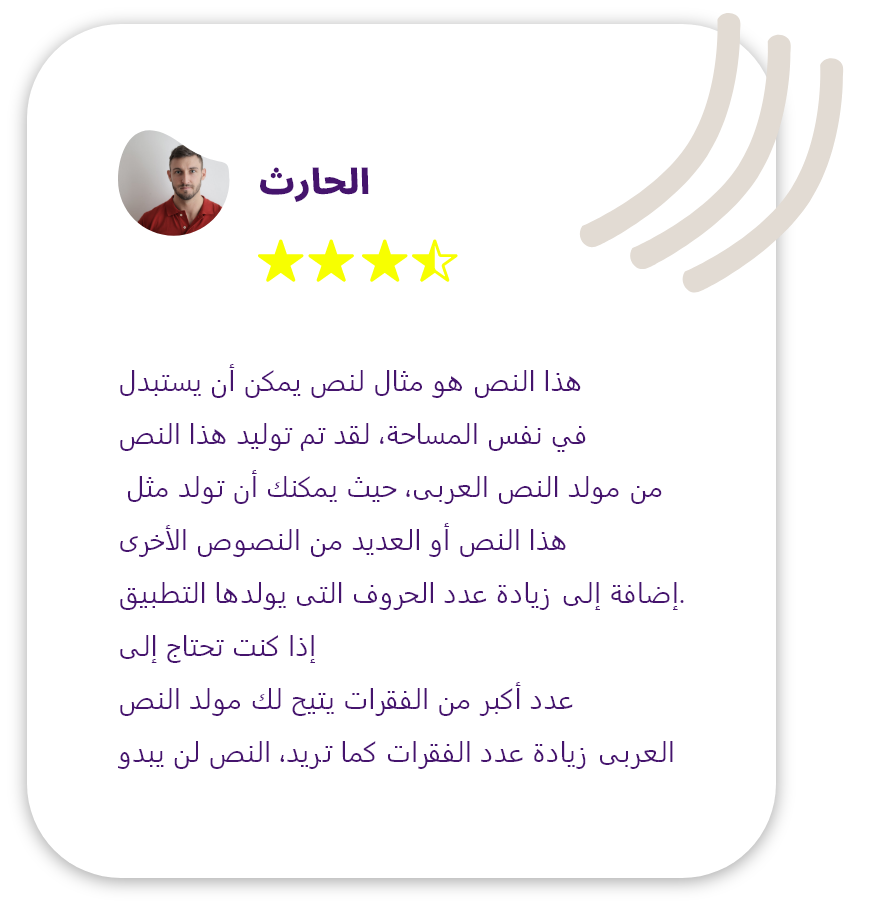 الحارث
هذا النص هو مثال لنص يمكن أن يستبدل
في نفس المساحة، لقد تم توليد هذا النص
من مولد النص العربى، حيث يمكنك أن تولد مثل
هذا النص أو العديد من النصوص الأخرى
إضافة إلى زيادة عدد الحروف التى يولدها التطبيق.
إذا كنت تحتاج إلى
عدد أكبر من الفقرات يتيح لك مولد النص
العربى زيادة عدد الفقرات كما تريد، النص لن يبدو